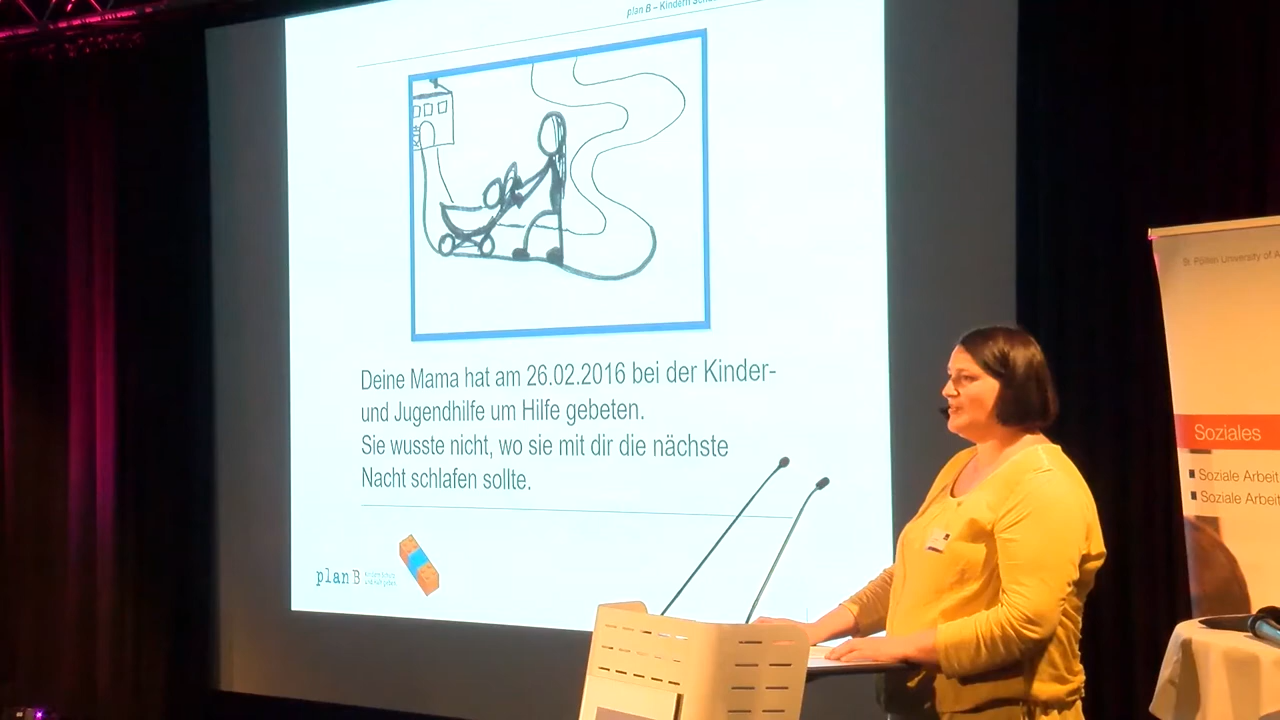 plan B – Kindern
Deine Mama hat am 26.02.2016 bei der Kinder-
und Jugendhilfe um Hilfe gebeten.
Sie wusste nicht, wo sie mit dir die nächste
Nacht schlafen sollte.
plan B
St. Pölten University of A
Soziales
Soziale Arbeit
Soziale Arbeit